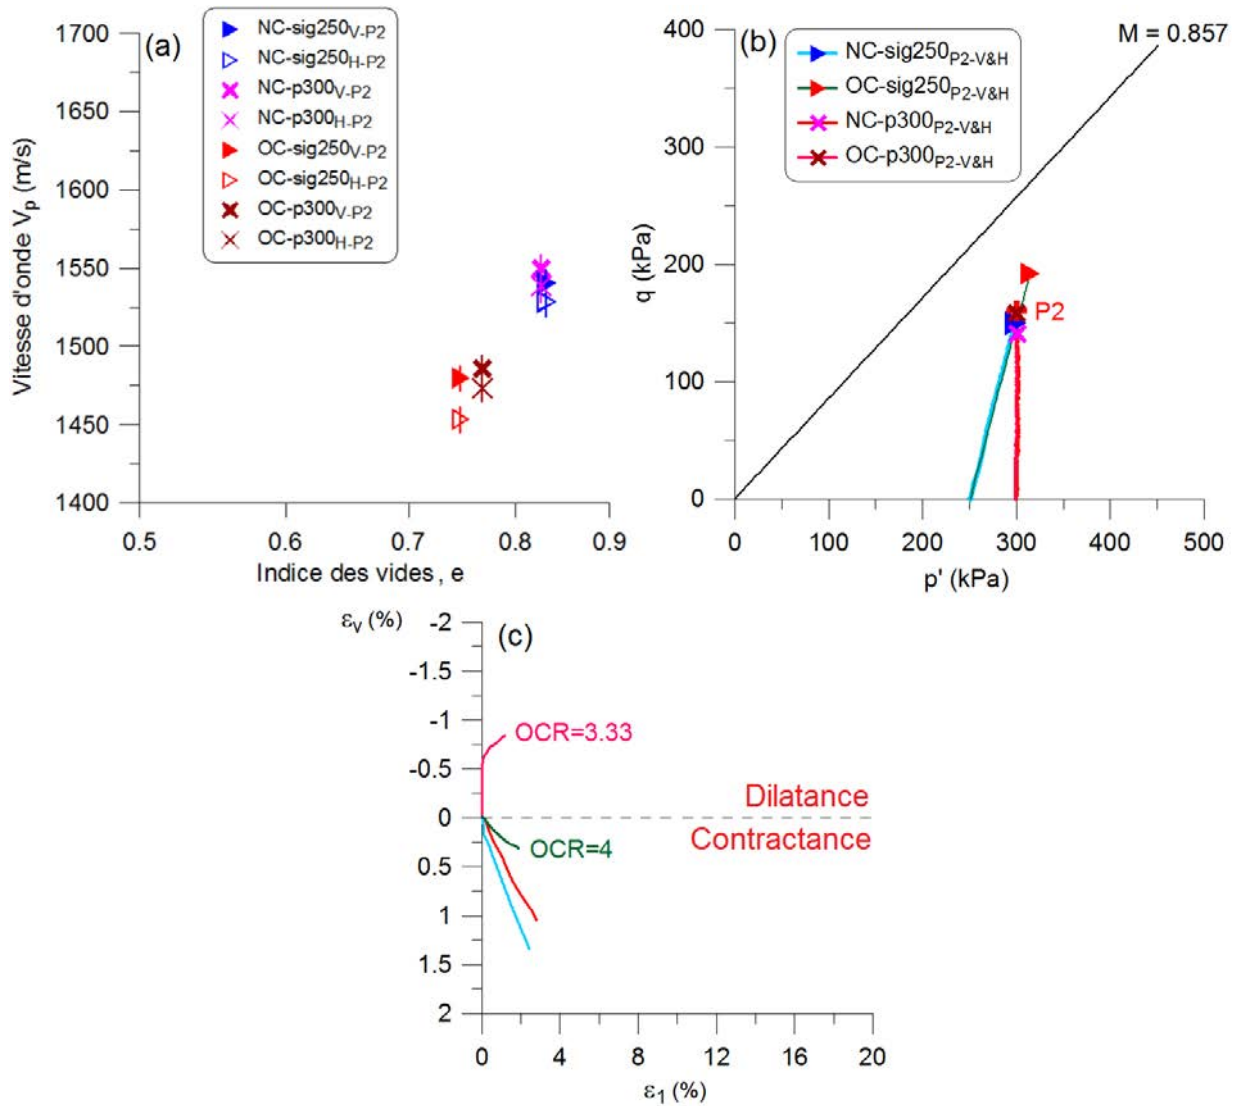 (a)
NC-sig250V-P2
NC-sig250H-P2
NC-p300V-P2
NC-p300H-P2
OC-sig250V-P2
OC-sig250H-P2
OC-p300V-P2
OC-p300H-P2
1700
1650
1600
1550
1500
1450
1400
Vitesse d'onde Vp (m/s)
0.5 0.6 0.7 0.8 0.9
Indice des vides, e
(b)
M = 0.857
NC-sig250P2-V&H
OC-sig250P2-V&H
NC-p300P2-V&H
OC-p300P2-V&H
400
300
200
100
0
q (kPa)
P2
0 100 200 300 400 500
p' (kPa)
εv (%)
(c)
-2
-1.5
-1
-0.5
0
0.5
1
1.5
2
OCR=3.33
Dilatance
Contractance
OCR=4
0 4 8 12 16 20
ε1 (%)